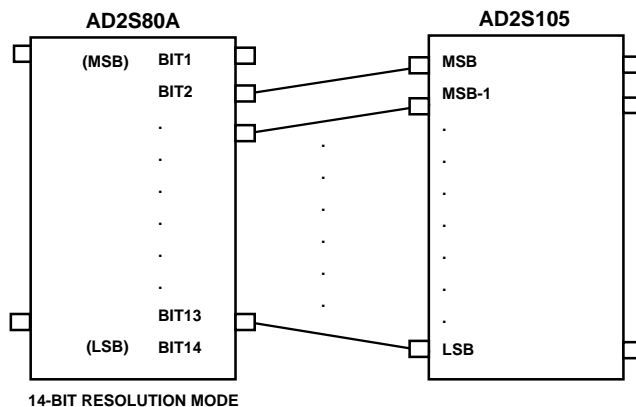 AD2S80A
AD2S105
(MSB) BIT1
BIT2
.
.
.
.
.
.
BIT13
(LSB) BIT14
.
.
.
.
.
.
MSB
MSB-1
.
.
.
.
.
.
.
LSB
14-BIT RESOLUTION MODE